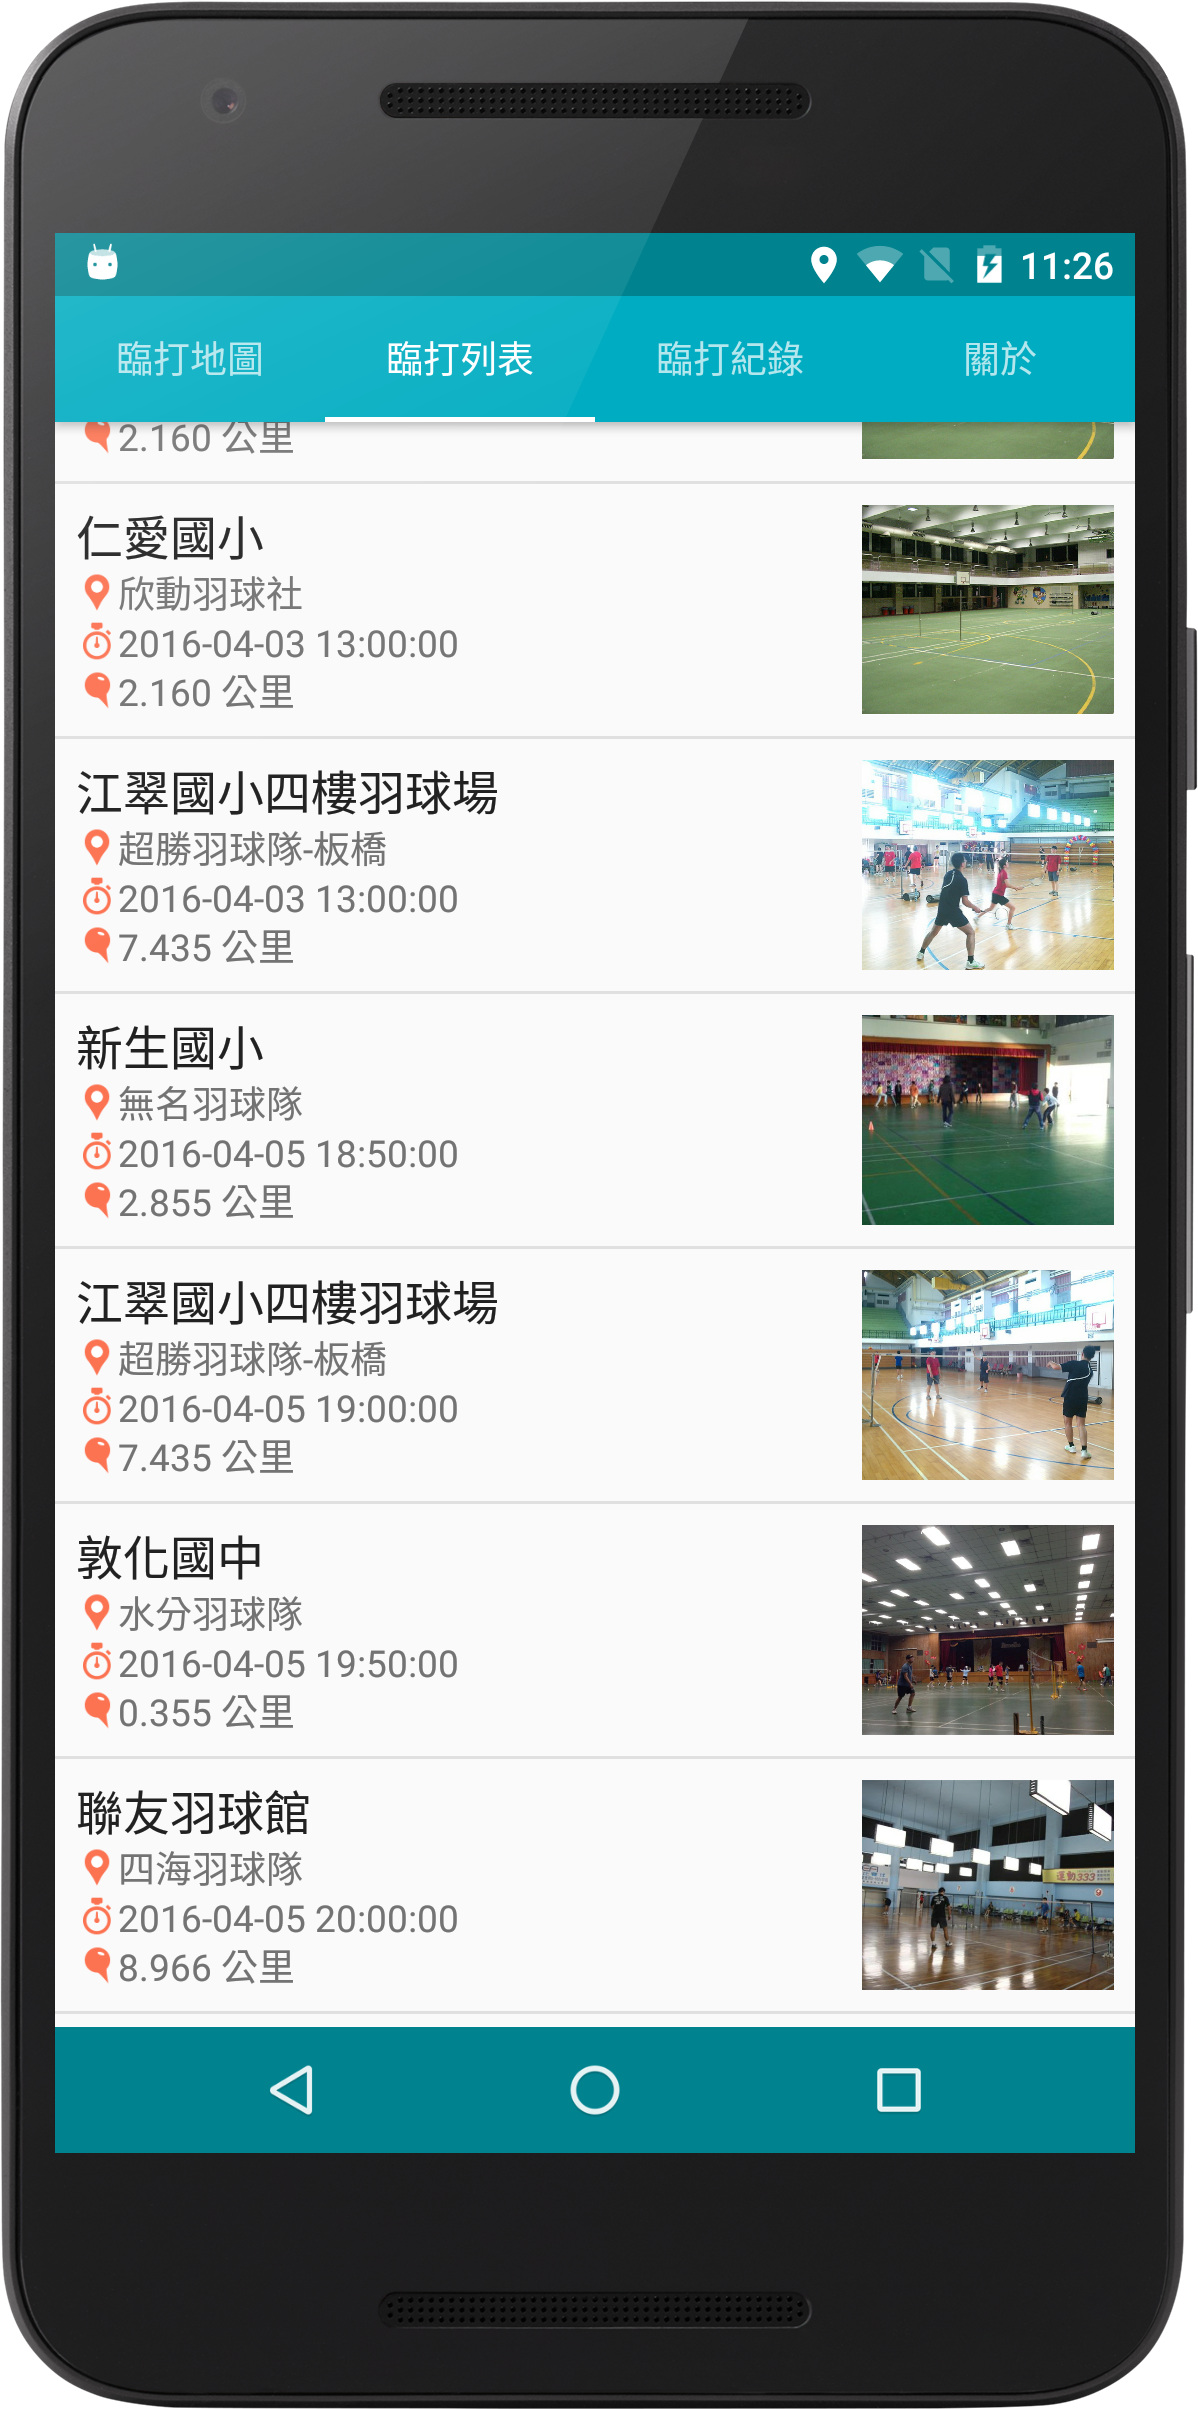 11:26
臨打地圖 臨打列表 臨打紀錄 關於
2.160 公里
仁愛國小
欣動羽球社
2016-04-03 13:00:00
2.160 公里
江翠國小四樓羽球場
超勝羽球隊-板橋
2016-04-03 13:00:00
7.435 公里
新生國小
無名羽球隊
2016-04-05 18:50:00
2.855 公里
江翠國小四樓羽球場
超勝羽球隊-板橋
2016-04-05 19:00:00
7.435 公里
敦化國中
水分羽球隊
2016-04-05 19:50:00
0.355 公里
聯友羽球館
四海羽球隊
運動333
2016-04-05 20:00:00
8.966 公里